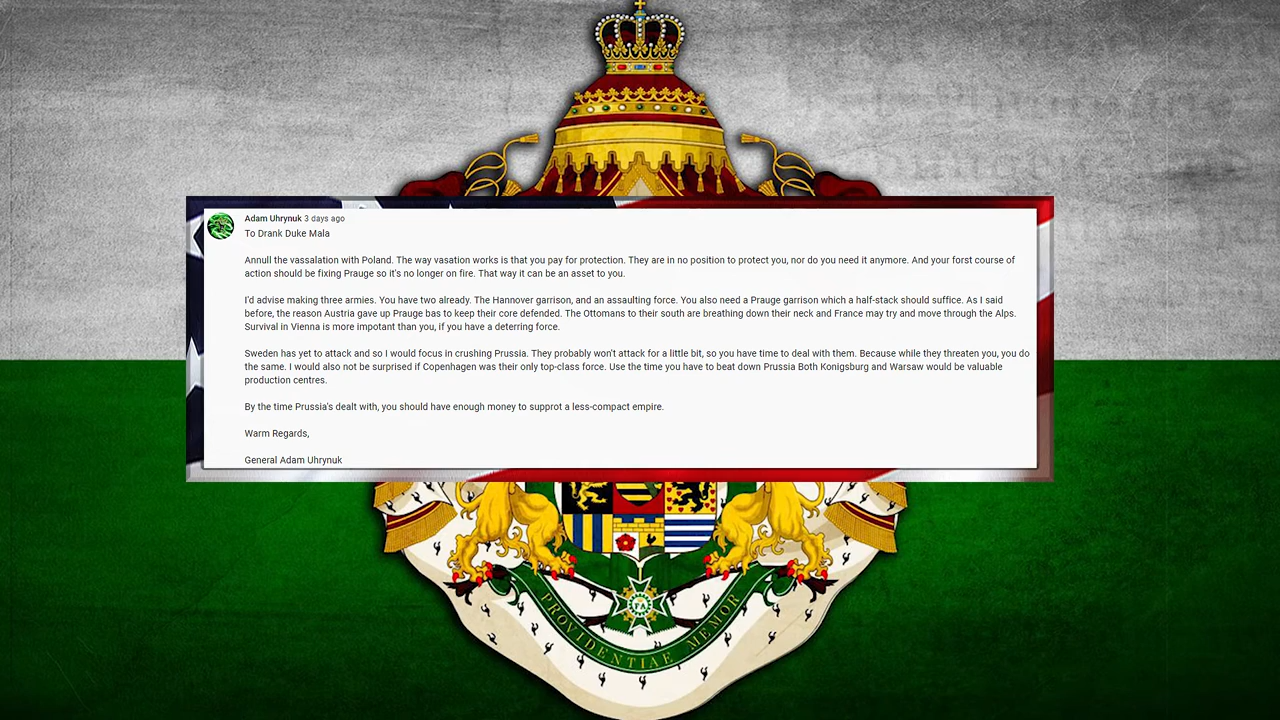 Adam Uhrynuk 3 days ago
To Drank Duke Mala
Annull the vassalation with Poland. The way vasation works is that you pay for protection. They are in no position to protect you, nor do you need it anymore. And your forst course of
action should be fixing Prauge so it's no longer on fire. That way it can be an asset to you.
I'd advise making three armies. You have two already. The Hannover garrison, and an assaulting force. You also need a Prauge garrison which a half-stack should suffice. As I said
before, the reason Austria gave up Prauge bas to keep their core defended. The Ottomans to their south are breathing down their neck and France may try and move through the Alps.
Survival in Vienna is more impotant than you, if you have a deterring force.
Sweden has yet to attack and so I would focus in crushing Prussia. They probably won't attack for a little bit, so you have time to deal with them. Because while they threaten you, you do
the same. I would also not be surprised if Copenhagen was their only top-class force. Use the time you have to beat down Prussia Both Konigsburg and Warsaw would be valuable
production centres.
By the time Prussia's dealt with, you should have enough money to supprot a less-compact empire.
Warm Regards,
General Adam Uhrynuk
PROVIDENTIAE MEMOR